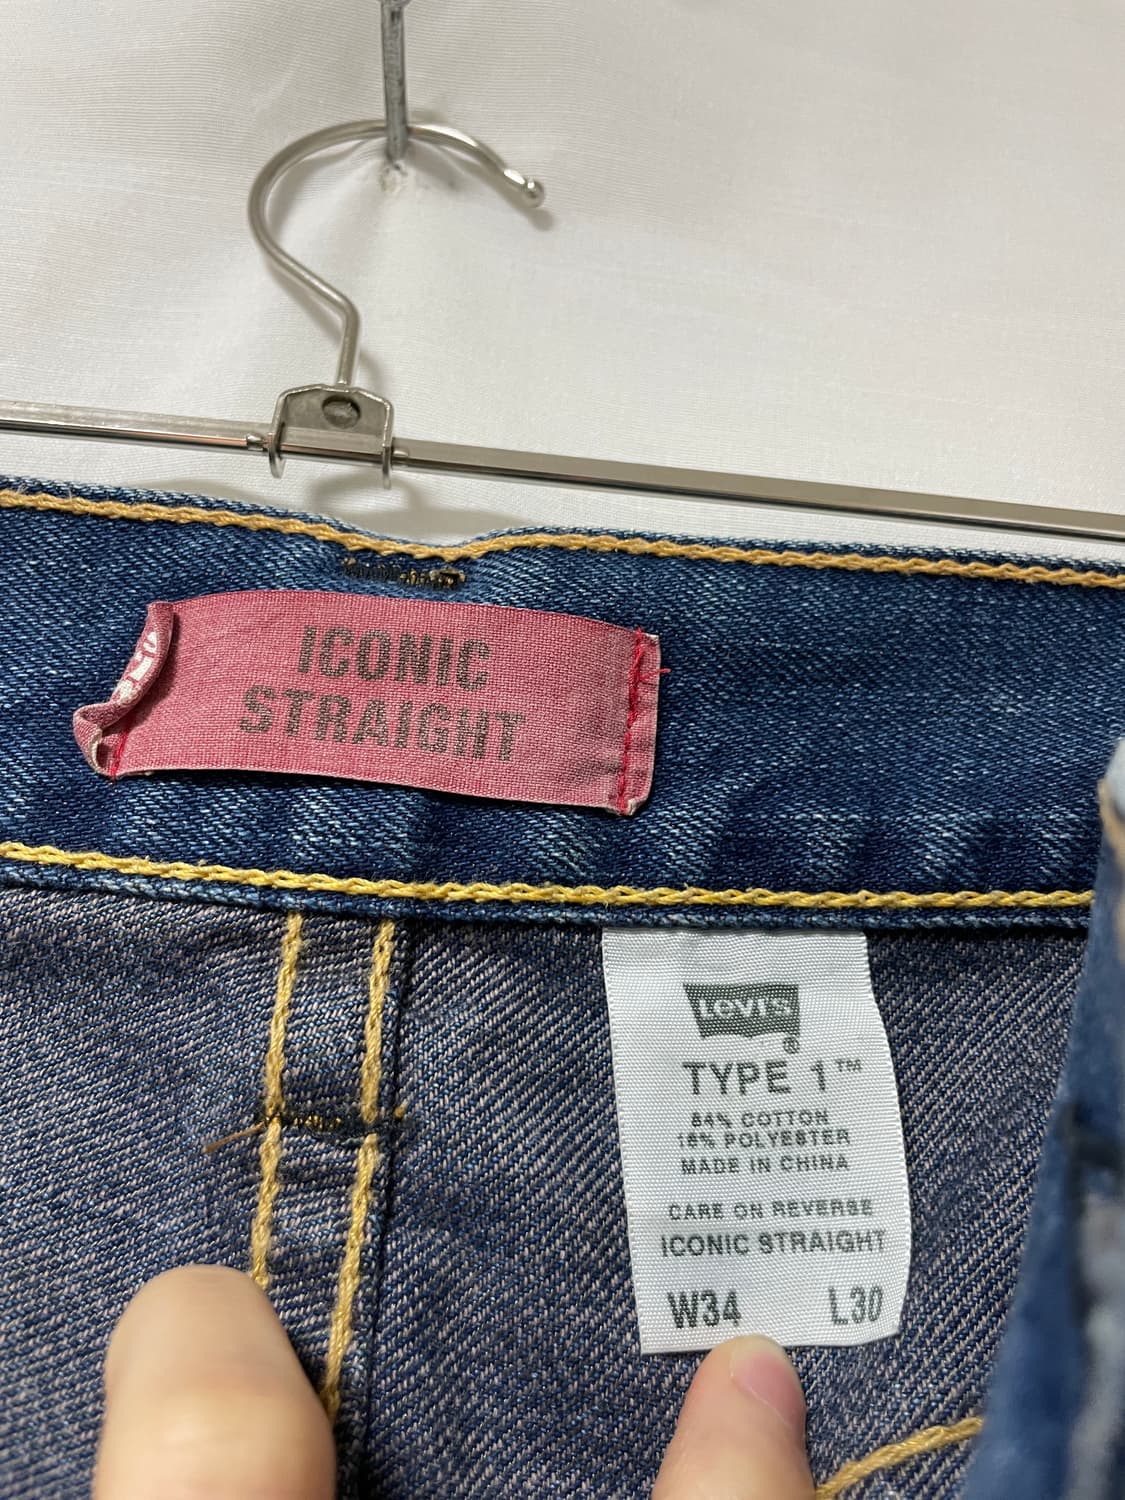 ICONIC
STRAIGHT
LEVI'S
®
TYPE 1™
84% COTTON
16% POLYESTER
MADE IN CHINA
CARE ON REVERSE
ICONIC STRAIGHT
W34 L30